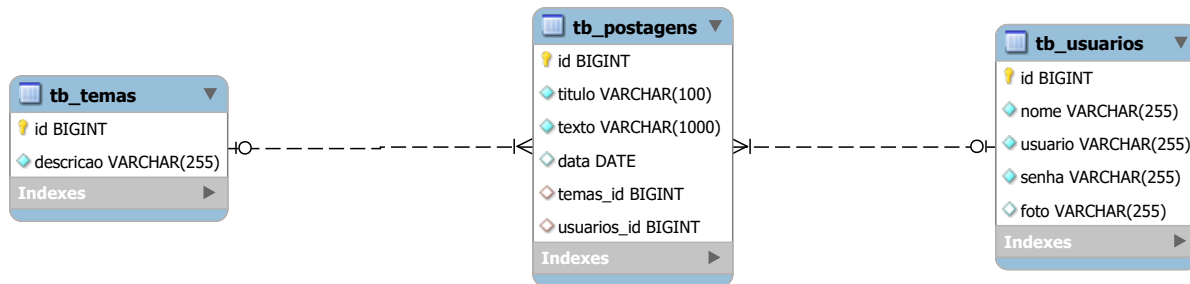 tb_temas
id BIGINT
descricao VARCHAR(255)
Indexes
tb_postagens
id BIGINT
titulo VARCHAR(100)
texto VARCHAR(1000)
data DATE
temas_id BIGINT
usuarios_id BIGINT
Indexes
tb_usuarios
id BIGINT
nome VARCHAR(255)
usuario VARCHAR(255)
senha VARCHAR(255)
foto VARCHAR(255)
Indexes